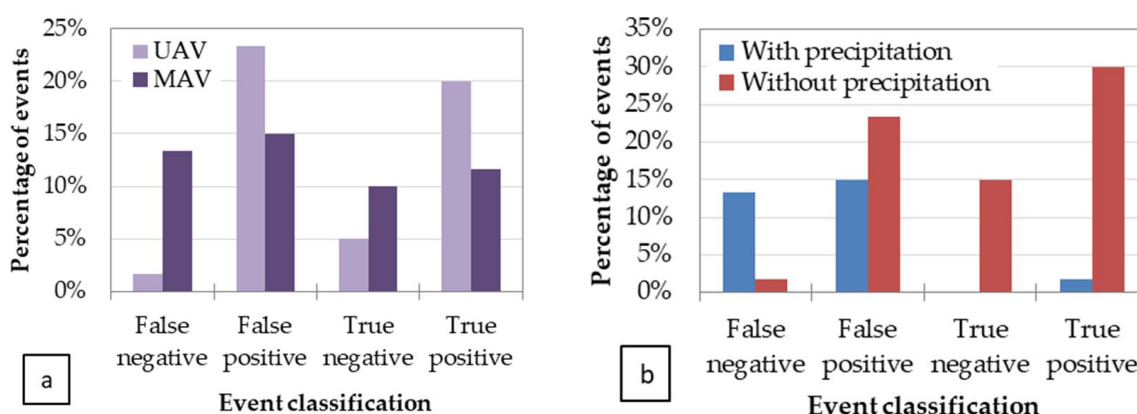 25%
20%
15%
10%
5%
0%
Percentage of events
UAV
MAV
False negative
False positive
True negative
True positive
Event classification
a
35%
30%
25%
20%
15%
10%
5%
0%
Percentage of events
With precipitation
Without precipitation
False negative
False positive
True negative
True positive
Event classification
b